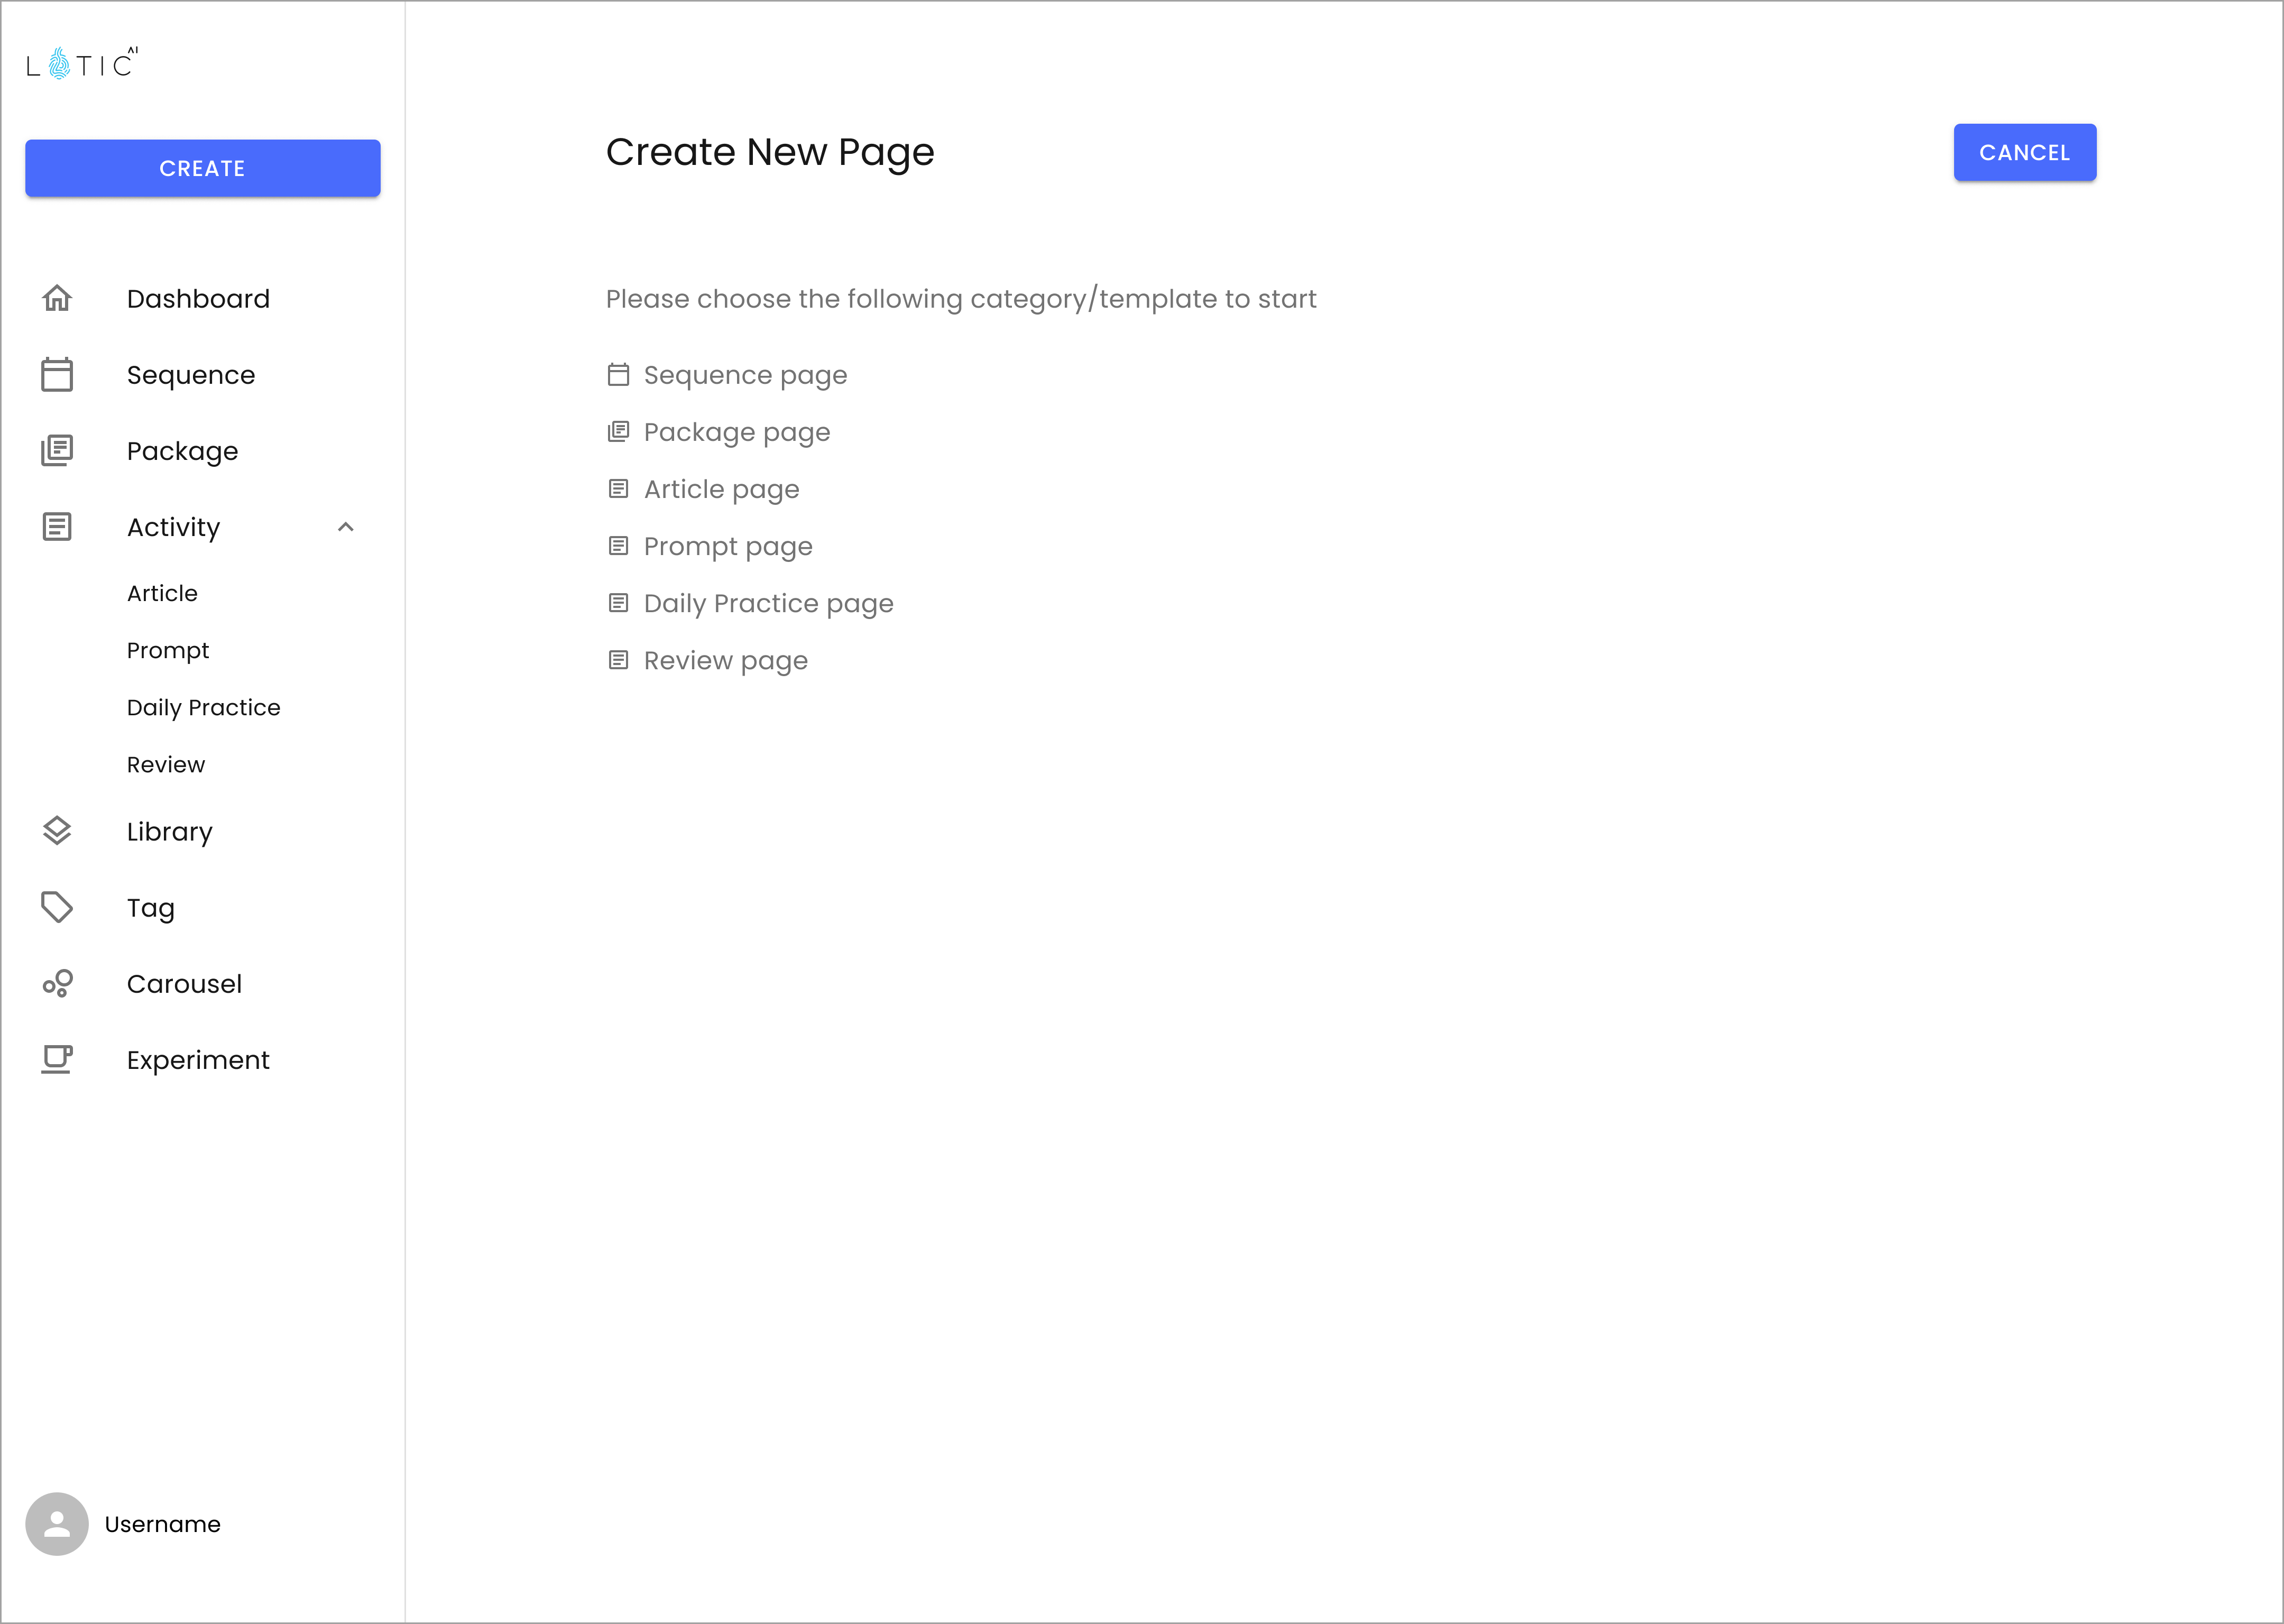 LOTIC AI
CREATE
Dashboard
Sequence
Package
Activity
Article
Prompt
Daily Practice
Review
Library
Tag
Carousel
Experiment
Username
Create New Page
CANCEL
Please choose the following category/template to start
Sequence page
Package page
Article page
Prompt page
Daily Practice page
Review page